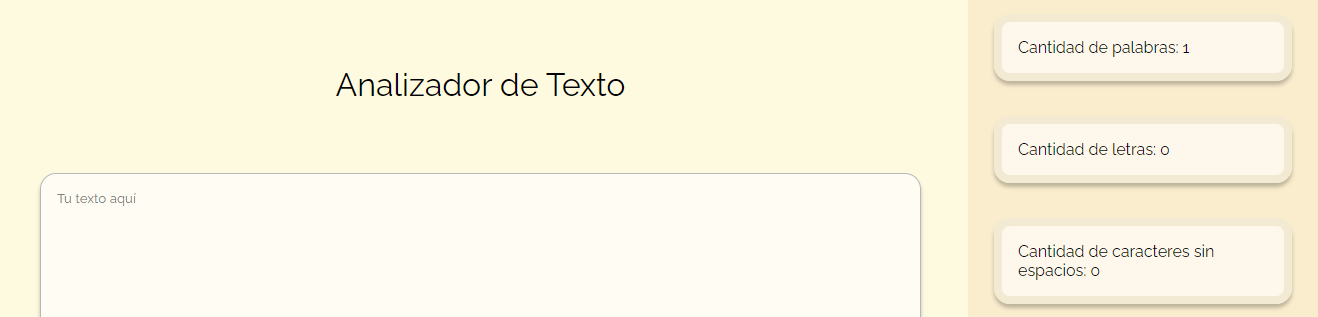 Analizador de Texto
Tu texto aquí
Cantidad de palabras: 1
Cantidad de letras: 0
Cantidad de caracteres sin
espacios: 0